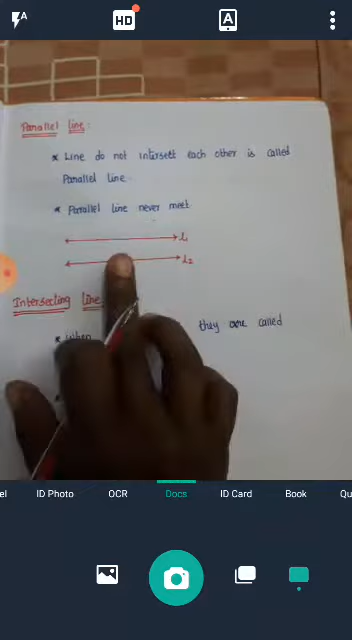 A
HD
A
Parallel line:
* Line do not intersect each other is called
Parallel line.
* Parallel line never meet
l₂
Intersecting line
* When they are called
ID Photo
OCR
Docs
ID Card
Book